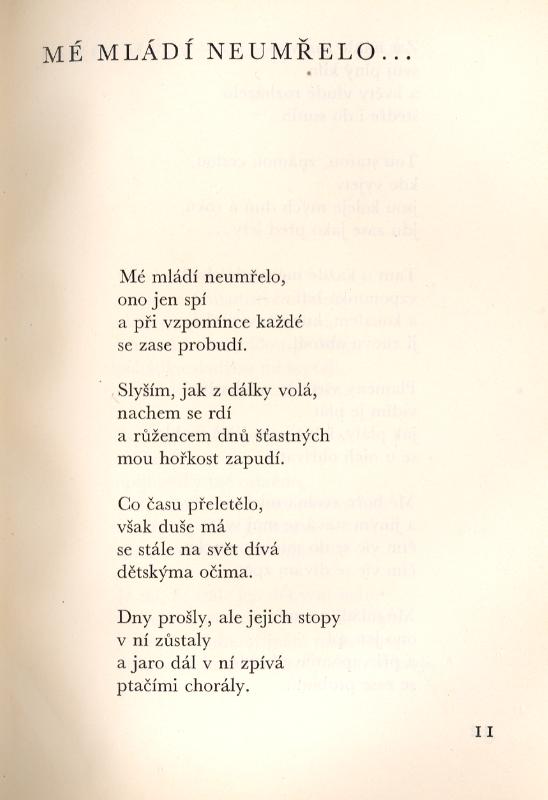 MÉ MLÁDÍ NEUMŘELO...
Mé mládí neumřelo,
ono jen spí
a při vzpomínce každé
se zase probudí.
Slyším, jak z dálky volá,
nachem se rdí
a růžencem dnů šťastných
mou hořkost zapudí.
Co času přeletělo,
však duše má
se stále na svět dívá
dětskýma očima.
Dny prošly, ale jejich stopy
v ní zůstaly
a jaro dál v ní zpívá
ptačími chorály.
11